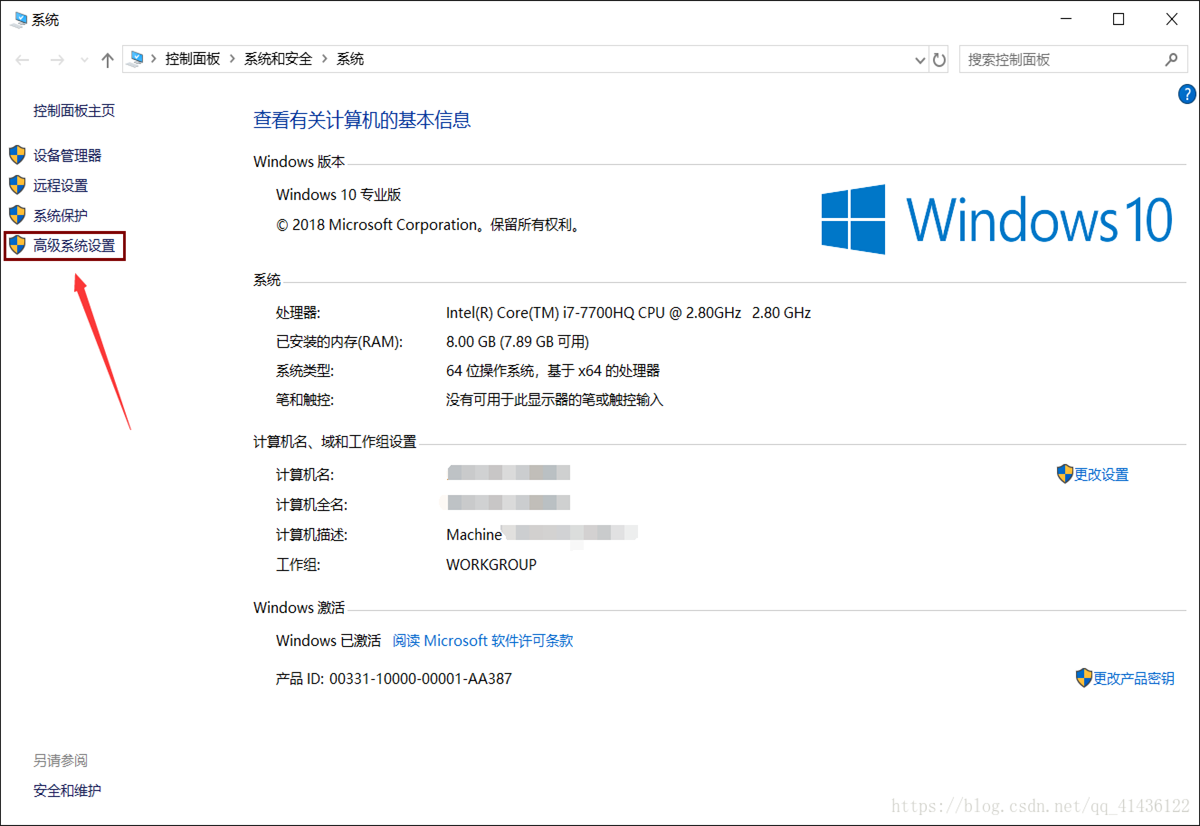 系统
控制面板 › 系统和安全 › 系统
搜索控制面板
?
控制面板主页
设备管理器
远程设置
系统保护
高级系统设置
查看有关计算机的基本信息
Windows 版本
Windows 10 专业版
© 2018 Microsoft Corporation。保留所有权利。
Windows 10
系统
处理器: Intel(R) Core(TM) i7-7700HQ CPU @ 2.80GHz 2.80 GHz
已安装的内存(RAM): 8.00 GB (7.89 GB 可用)
系统类型: 64 位操作系统，基于 x64 的处理器
笔和触控: 没有可用于此显示器的笔或触控输入
计算机名、域和工作组设置
计算机名:
更改设置
计算机全名:
计算机描述: Machine
工作组: WORKGROUP
Windows 激活
Windows 已激活 阅读 Microsoft 软件许可条款
产品 ID: 00331-10000-00001-AA387
更改产品密钥
另请参阅
安全和维护
https://blog.csdn.net/qq_41436122